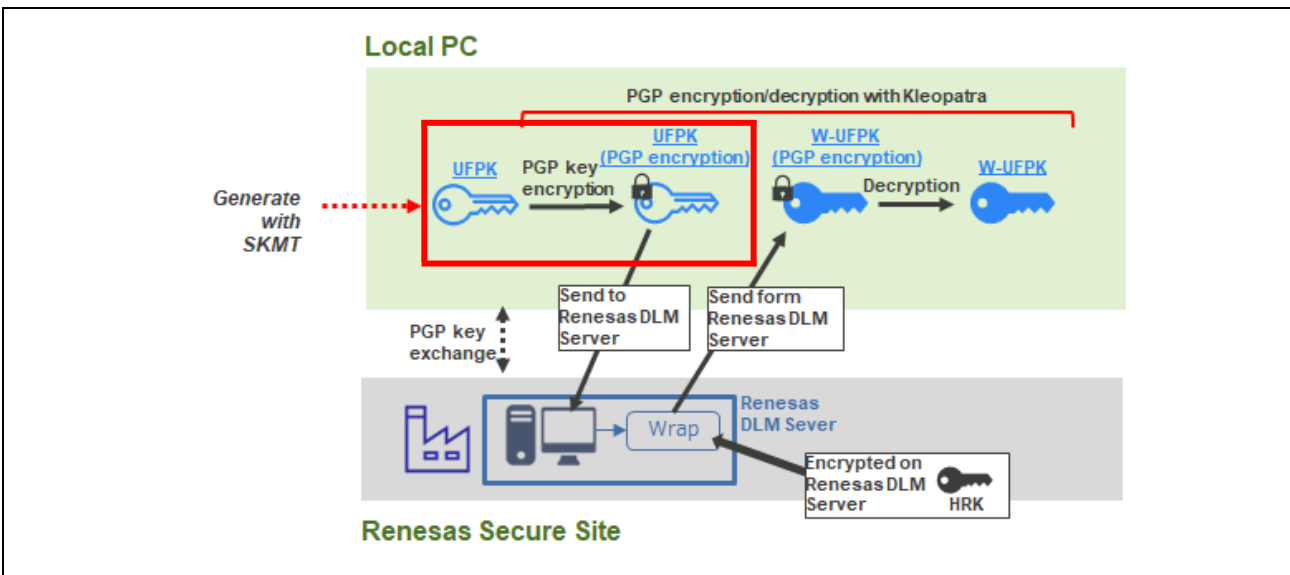 Local PC
PGP encryption/decryption with Kleopatra
UFPK
(PGP encryption)
W-UFPK
(PGP encryption)
UFPK
PGP key
encryption
Decryption
W-UFPK
Generate
with
SKMT
Send to
Renesas DLM
Server
Send form
Renesas DLM
Server
PGP key
exchange
Renesas
DLM Sever
Wrap
Encrypted on
Renesas DLM
Server
HRK
Renesas Secure Site